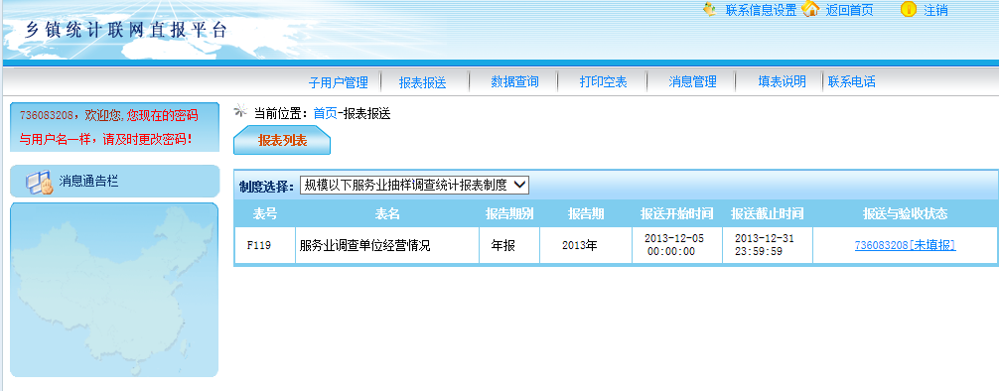 乡镇统计联网直报平台
联系信息设置 返回首页 注销
子用户管理 报表报送 数据查询 打印空表 消息管理 填表说明 联系电话
736083208，欢迎您,您现在的密码
与用户名一样，请及时更改密码!
消息通告栏
当前位置：首页-报表报送
报表列表
制度选择：规模以下服务业抽样调查统计报表制度
表号 表名 报告期别 报告期 报送开始时间 报送截止时间 报送与验收状态
F119 服务业调查单位经营情况 年报 2013年 2013-12-05 2013-12-31 736083208[未填报]
00:00:00 23:59:59